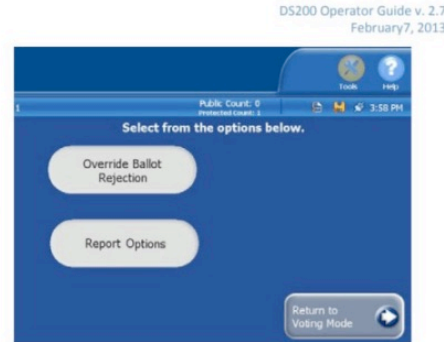 DS200 Operator Guide v. 2.7
February7, 2013
Tools Help
1 Public Count: 0 3:58 PM
Protected Count: 1
Select from the options below.
Override Ballot
Rejection
Report Options
Return to
Voting Mode